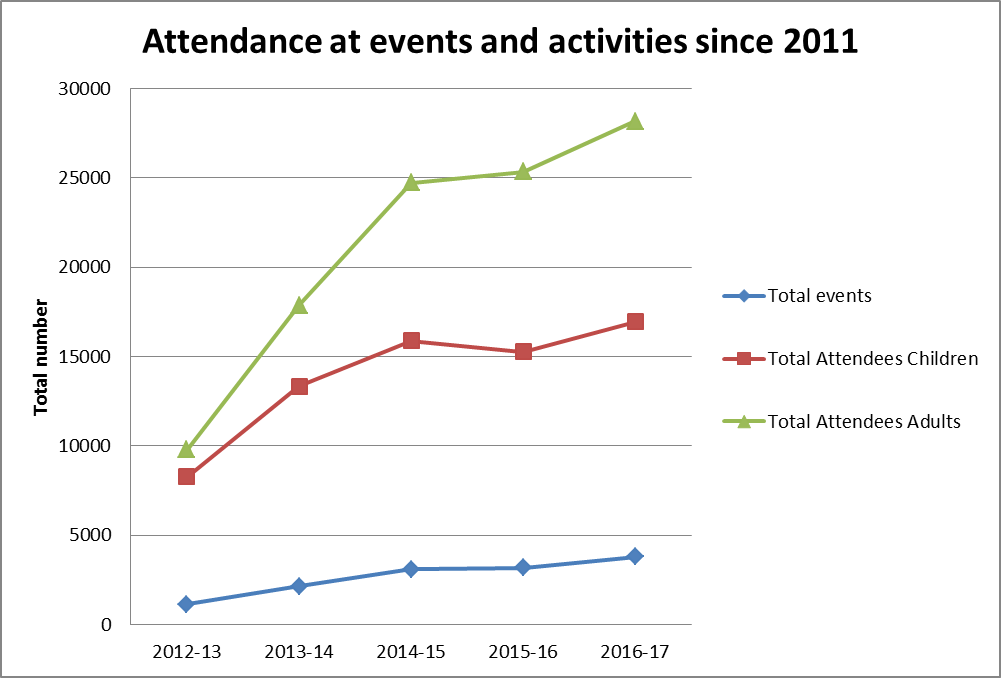 Attendance at events and activities since 2011
30000
25000
20000
15000
10000
5000
0
Total number
2012-13 2013-14 2014-15 2015-16 2016-17
Total events
Total Attendees Children
Total Attendees Adults